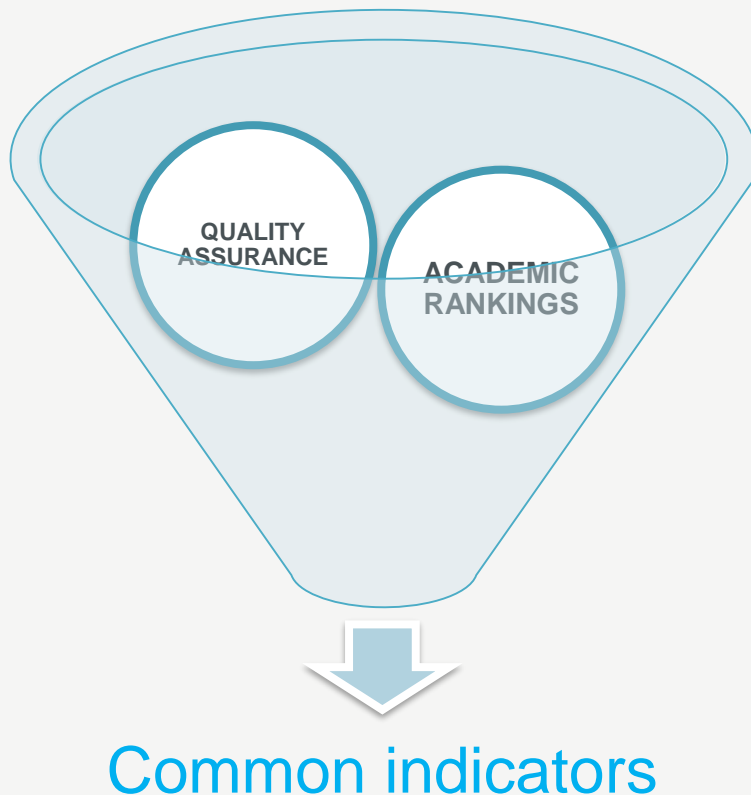 QUALITY
ASSURANCE
ACADEMIC
RANKINGS
Common indicators